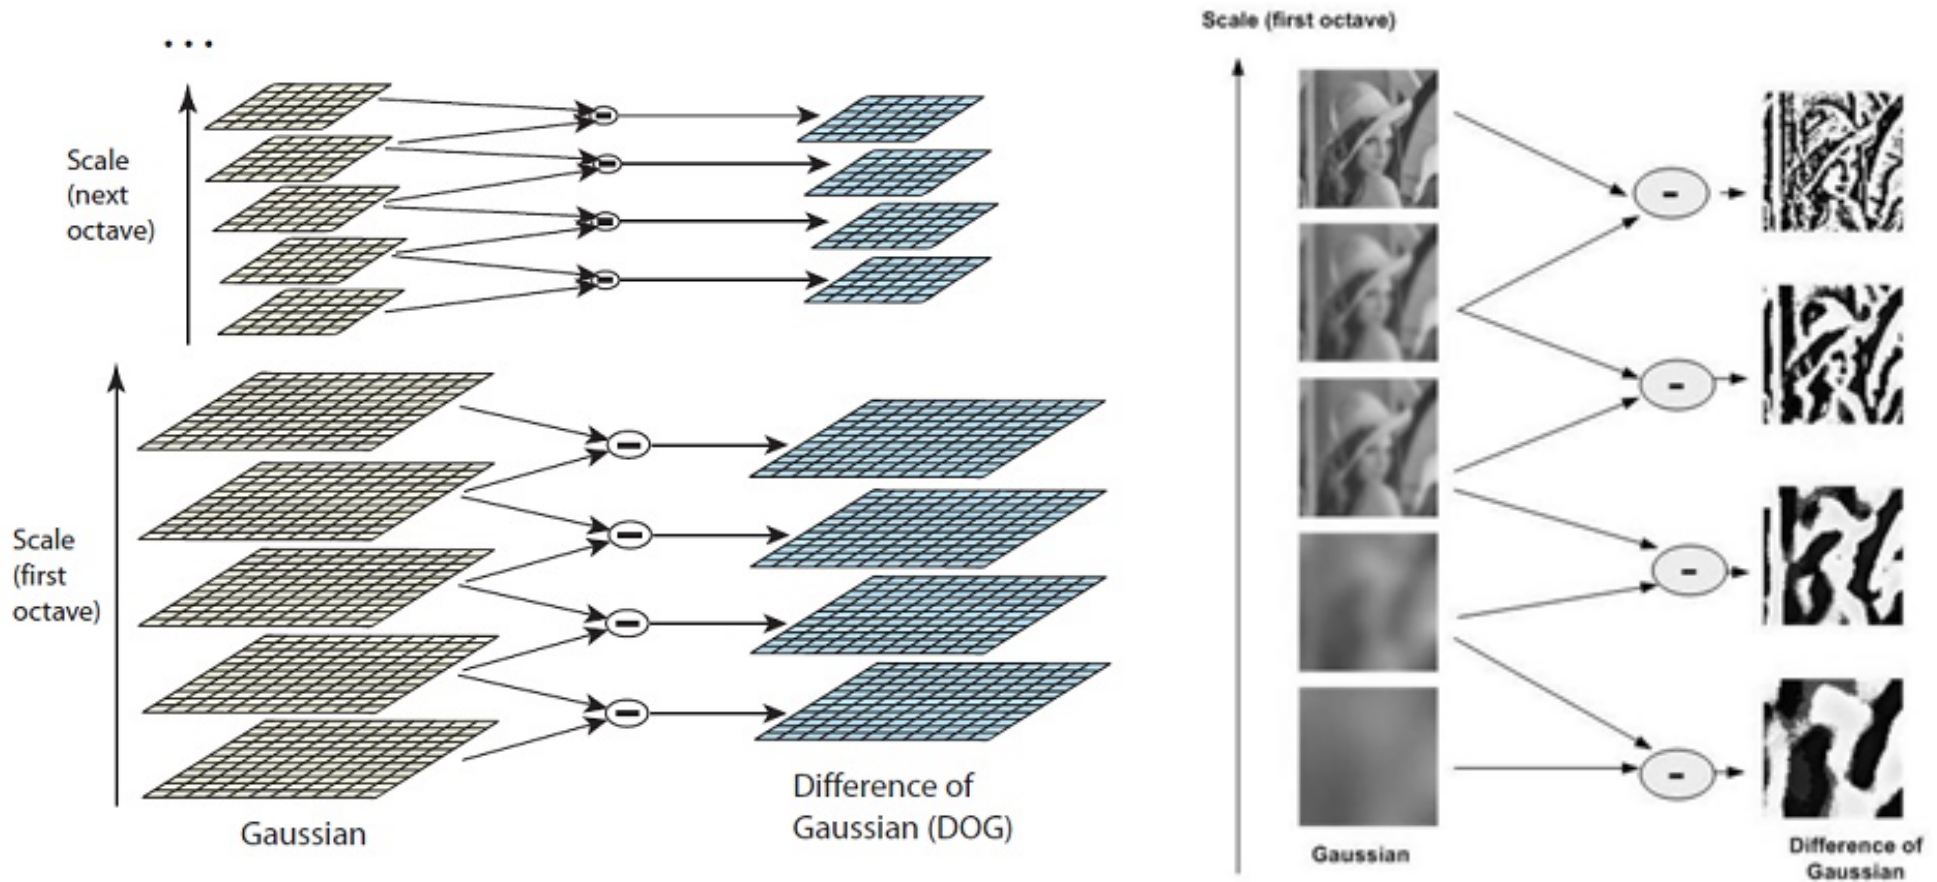 . . .
Scale
(next
octave)
Scale
(first
octave)
Gaussian
Difference of
Gaussian (DOG)
Scale (first octave)
Gaussian
Difference of
Gaussian